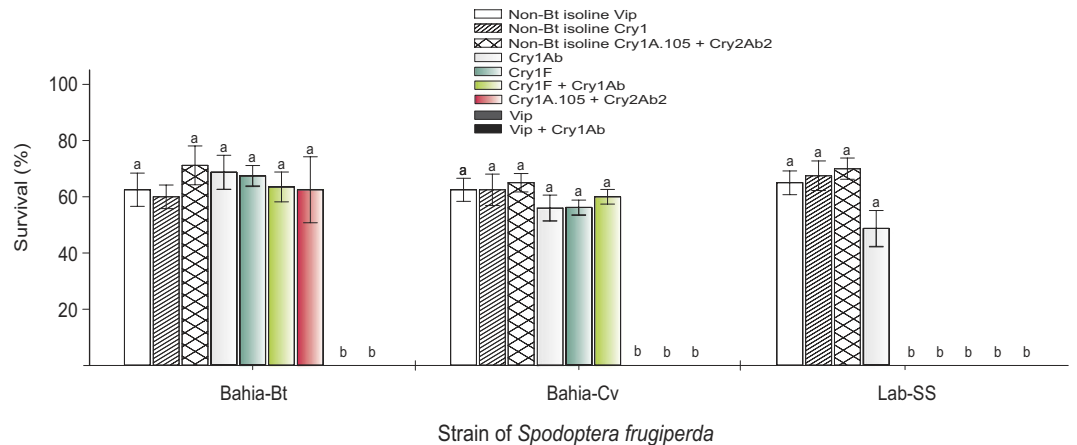 Non-Bt isoline Vip
Non-Bt isoline Cry1
Non-Bt isoline Cry1A.105 + Cry2Ab2
Cry1Ab
Cry1F
Cry1F + Cry1Ab
Cry1A.105 + Cry2Ab2
Vip
Vip + Cry1Ab
Survival (%)
100
80
60
40
20
a a a a a a b b
a a a a a a b b b
a a a a b b b b b
Bahia-Bt Bahia-Cv Lab-SS
Strain of Spodoptera frugiperda